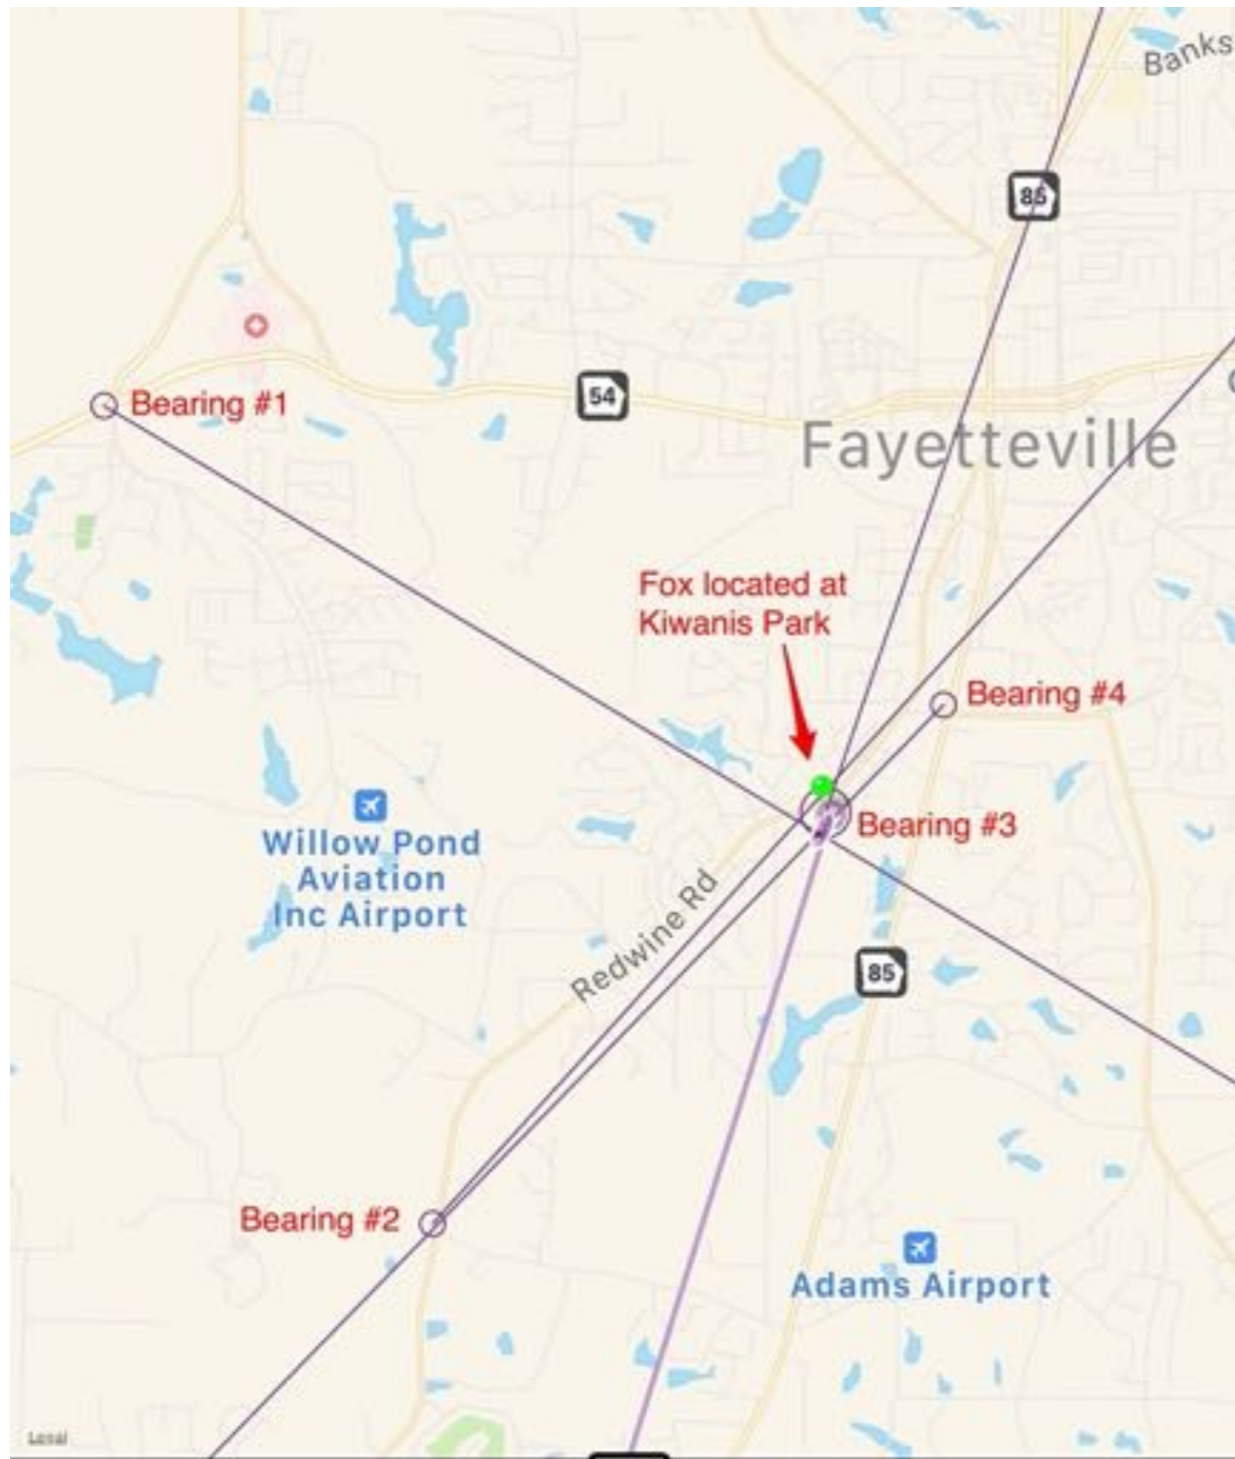 Banks
85
Bearing #1
54
Fayetteville
Fox located at
Kiwanis Park
Bearing #4
Bearing #3
Willow Pond
Aviation
Inc Airport
Redwine Rd
85
Bearing #2
Adams Airport
Legal